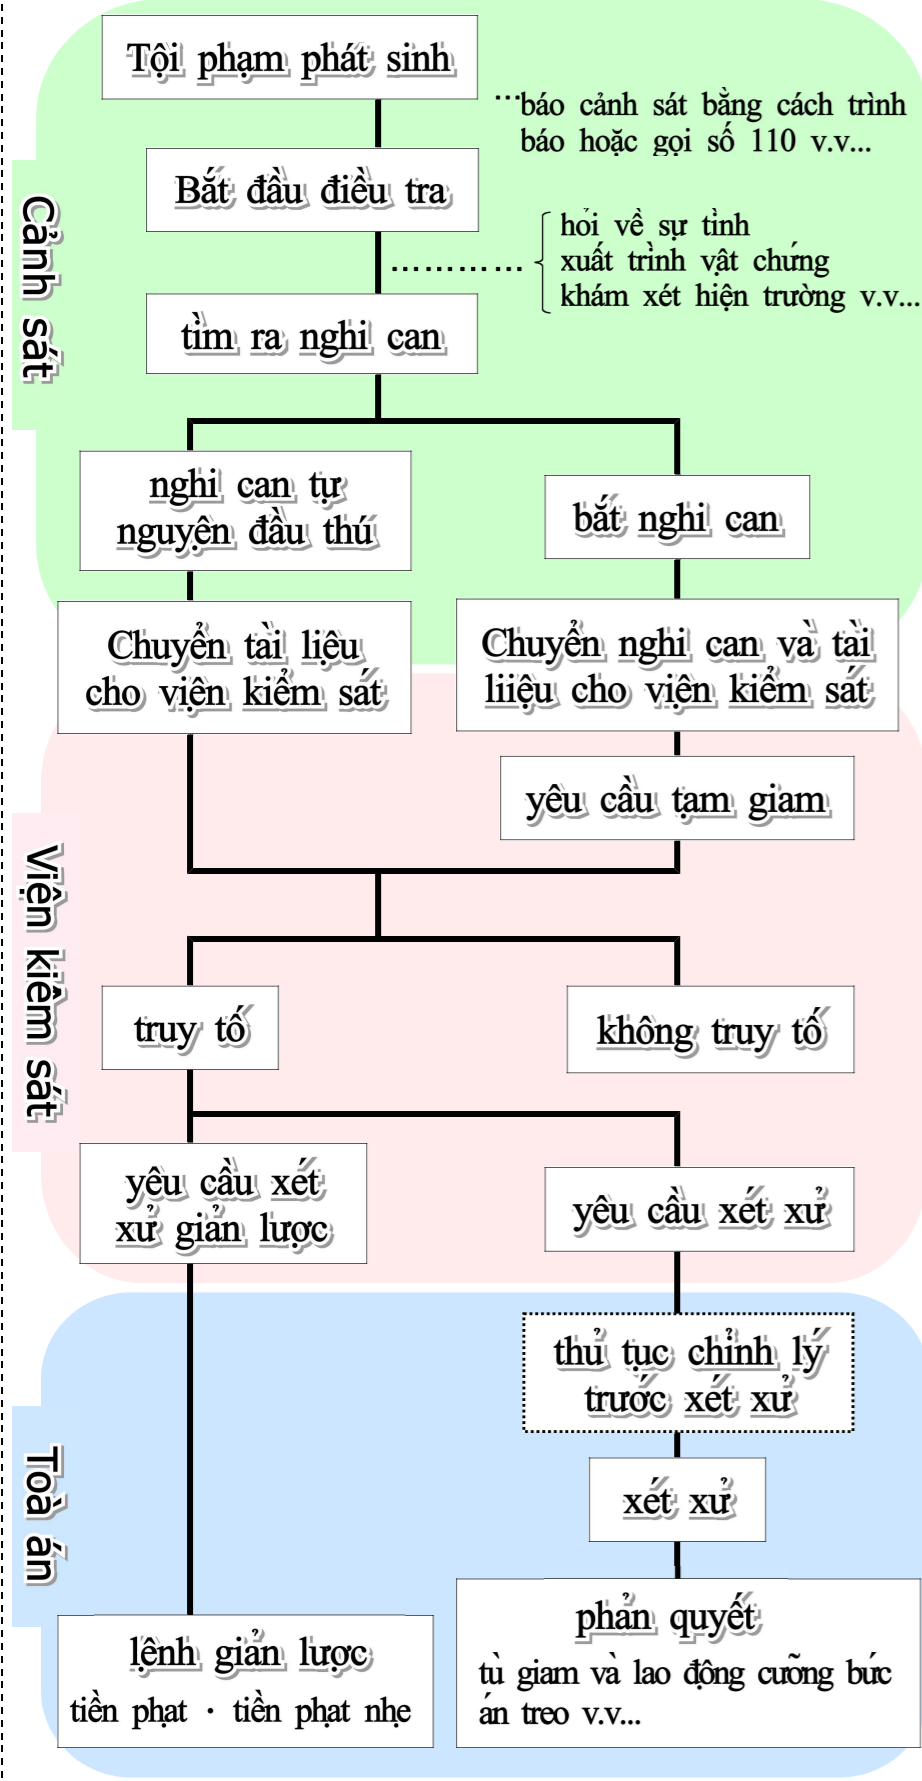 Tội phạm phát sinh
...báo cảnh sát bằng cách trình
báo hoặc gọi số 110 v.v...
Bắt đầu điều tra
Cảnh sát
............
hỏi về sự tình
xuất trình vật chứng
khám xét hiện trường v.v...
tìm ra nghi can
nghi can tự
nguyện đầu thú
bắt nghi can
Chuyển tài liệu
cho viện kiểm sát
Chuyển nghi can và tài
liiệu cho viện kiểm sát
yêu cầu tạm giam
Viện kiêm sát
truy tố
không truy tố
yêu cầu xét
xử giản lược
yêu cầu xét xử
thủ tục chỉnh lý
trước xét xử
Toà án
xét xử
lệnh giản lược
tiền phạt · tiền phạt nhẹ
phản quyết
tù giam và lao động cưỡng bức
án treo v.v...